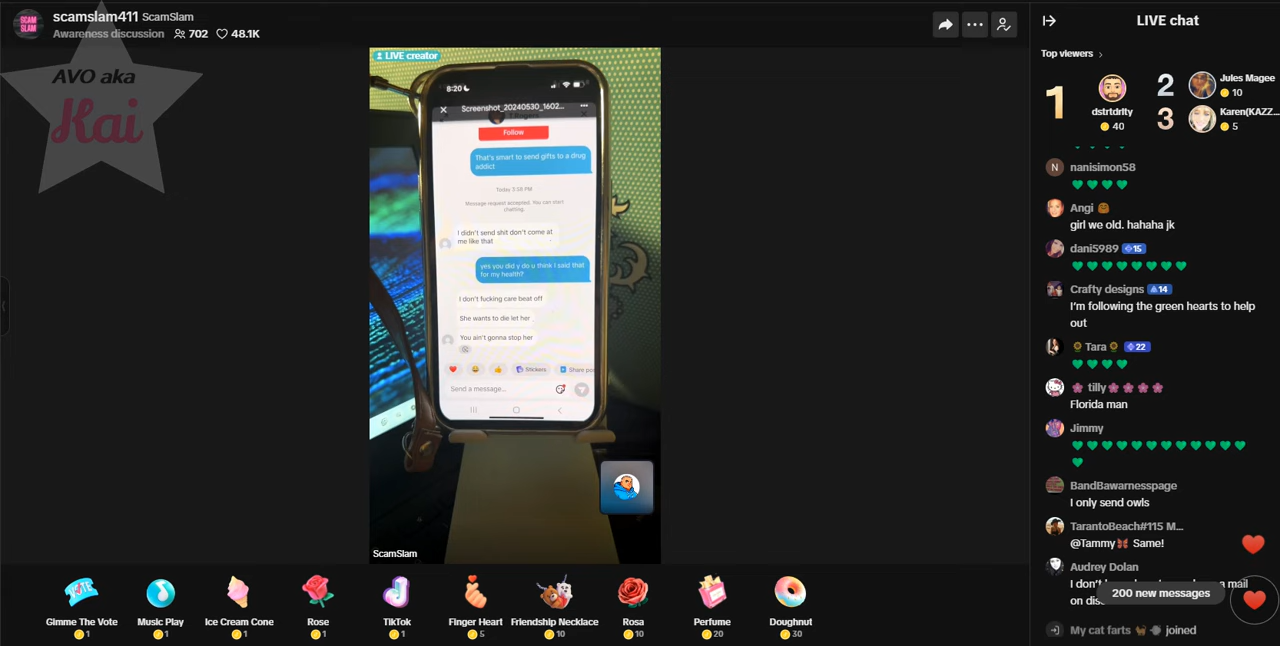 scamslam411 ScamSlam
Awareness discussion 702 48.1K
AVO aka
Kai
LIVE creator
8:20
Screenshot_20240530_1602...
Follow
That's smart to send gifts to a drug
addict
Today 3:58 PM
Message request accepted. You can start
chatting.
I didn't send shit don't come at
me like that
yes you did y do u think I said that
for my health?
I don't fucking care beat off
She wants to die let her
You ain't gonna stop her
Stickers
Share po
Send a message...
ScamSlam
Gimme The Vote
1
Music Play
1
Ice Cream Cone
1
Rose
1
TikTok
1
Finger Heart
5
Friendship Necklace
10
Rosa
10
Perfume
20
Doughnut
30
LIVE chat
Top viewers
1
dstrtdrlty
40
2
Jules Magee
10
3
Karen(KAZZ...
5
N
nanisimon58
Angi
girl we old. hahaha jk
dani5989 15
Crafty designs 14
I'm following the green hearts to help
out
Tara 22
tilly
Florida man
Jimmy
BandBawarnesspage
I only send owls
TarantoBeach#115 M...
@Tammy Same!
Audrey Dolan
mail
on
200 new messages
My cat farts joined